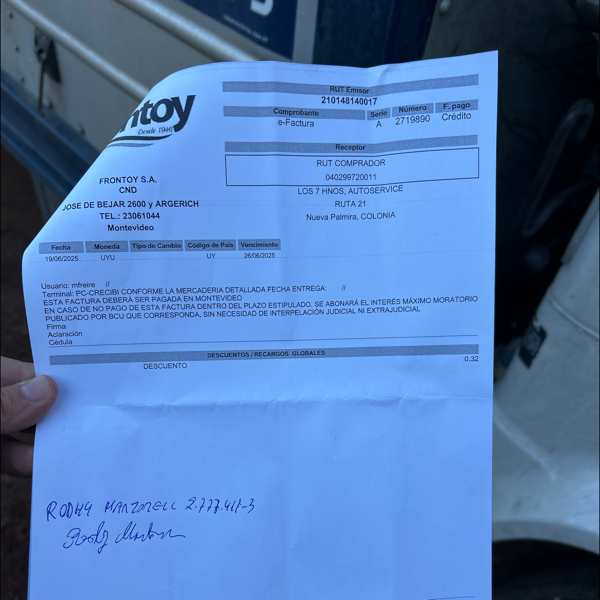 ntoy
Desde 1946
RUT Emisor
210148140017
Comprobante Serie Número F. pago
e-Factura A 2719890 Crédito
Receptor
RUT COMPRADOR
040299720011
LOS 7 HNOS, AUTOSERVICE
RUTA 21
Nueva Palmira, COLONIA
FRONTOY S.A.
CND
JOSE DE BEJAR 2600 y ARGERICH
TEL.: 23061044
Montevideo
Fecha Moneda Tipo de Cambio Código de País Vencimiento
19/06/2025 UYU UY 26/06/2025
Usuario: mfreire //
Terminal: PC-CRECIBI CONFORME LA MERCADERIA DETALLADA FECHA ENTREGA: //
ESTA FACTURA DEBERÁ SER PAGADA EN MONTEVIDEO
EN CASO DE NO PAGO DE ESTA FACTURA DENTRO DEL PLAZO ESTIPULADO, SE ABONARÁ EL INTERÉS MÁXIMO MORATORIO
PUBLICADO POR BCU QUE CORRESPONDA, SIN NECESIDAD DE INTERPELACIÓN JUDICIAL NI EXTRAJUDICIAL
Firma
Aclaración
Cédula
DESCUENTOS / RECARGOS GLOBALES
DESCUENTO 0,32